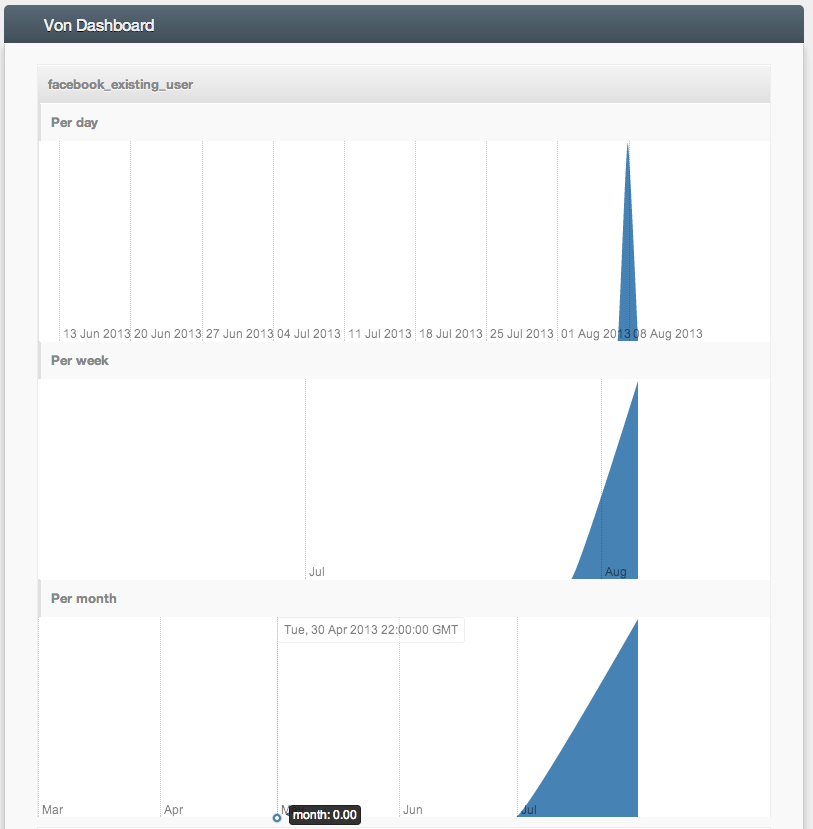 Von Dashboard
facebook_existing_user
Per day
13 Jun 2013 20 Jun 2013 27 Jun 2013 04 Jul 2013 11 Jul 2013 18 Jul 2013 25 Jul 2013 01 Aug 2013 08 Aug 2013
Per week
Jul Aug
Per month
Tue, 30 Apr 2013 22:00:00 GMT
Mar Apr Jun Jul
month: 0.00